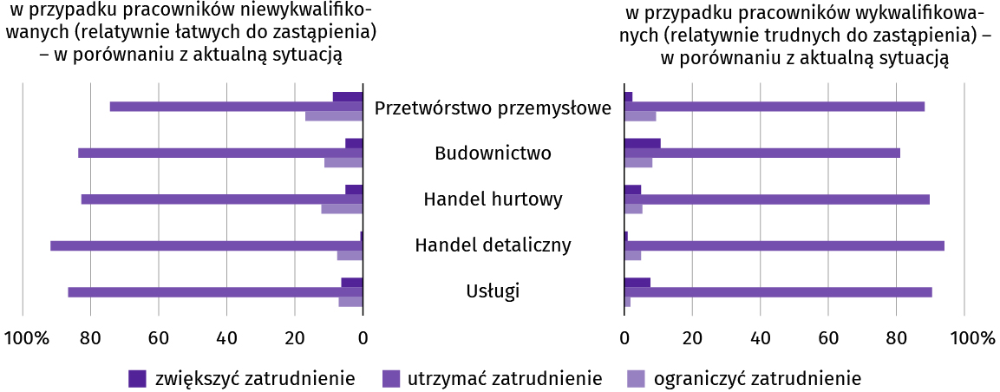 w przypadku pracowników niewykwalifiko-
wanych (relatywnie łatwych do zastąpienia)
– w porównaniu z aktualną sytuacją
w przypadku pracowników wykwalifikowa-
nych (relatywnie trudnych do zastąpienia) –
w porównaniu z aktualną sytuacją
Przetwórstwo przemysłowe
Budownictwo
Handel hurtowy
Handel detaliczny
Usługi
100% 80 60 40 20 0
0 20 40 60 80 100%
zwiększyć zatrudnienie utrzymać zatrudnienie ograniczyć zatrudnienie